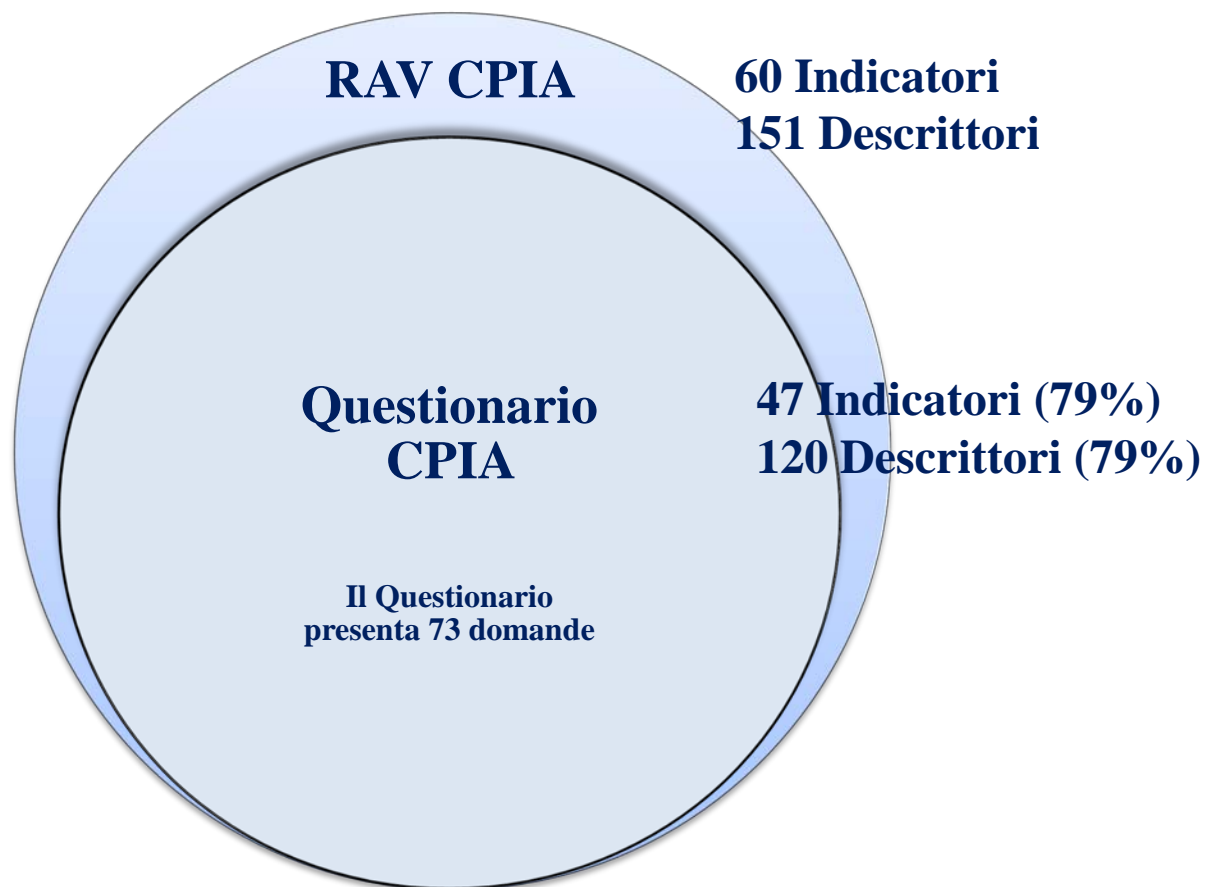 RAV CPIA
60 Indicatori
151 Descrittori
Questionario
CPIA
47 Indicatori (79%)
120 Descrittori (79%)
Il Questionario
presenta 73 domande